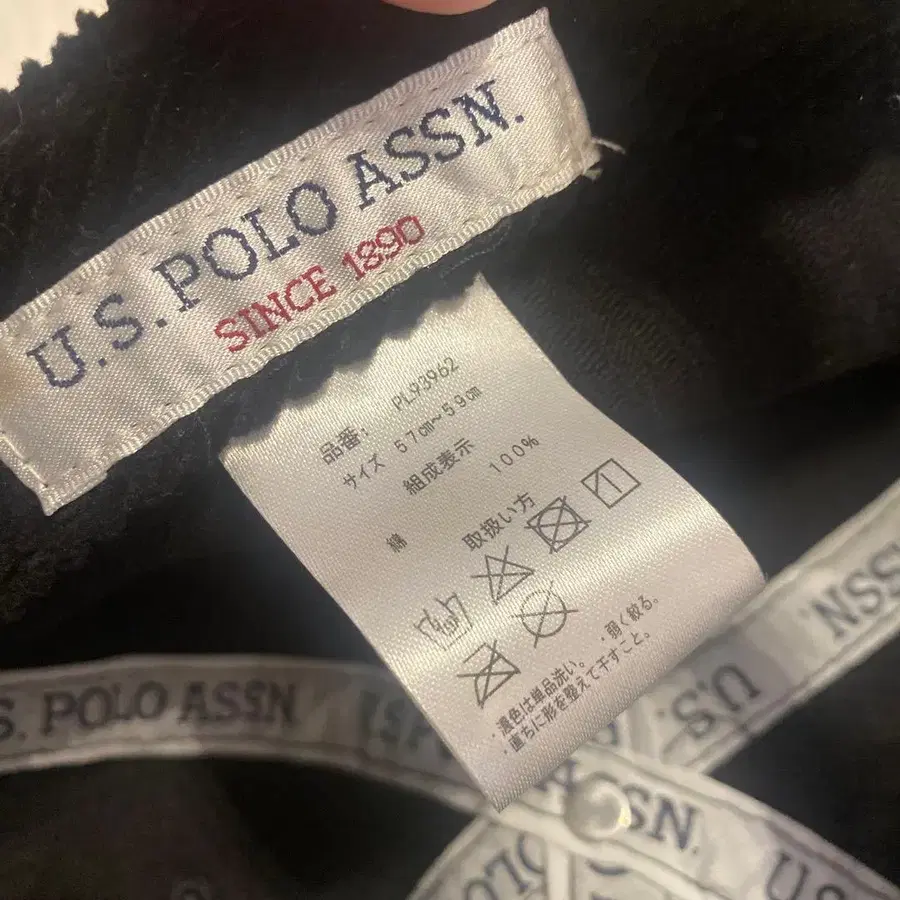 U.S. POLO ASSN.
SINCE 1890
品番: PL93962
サイズ 57cm~59cm
組成表示
綿 100%
取扱い方
・濃色は単品洗い。・弱く絞る。
・直ちに形を整えて干すこと。
S. POLO ASSN
U.S.
ASSN.
SSN.
U.S